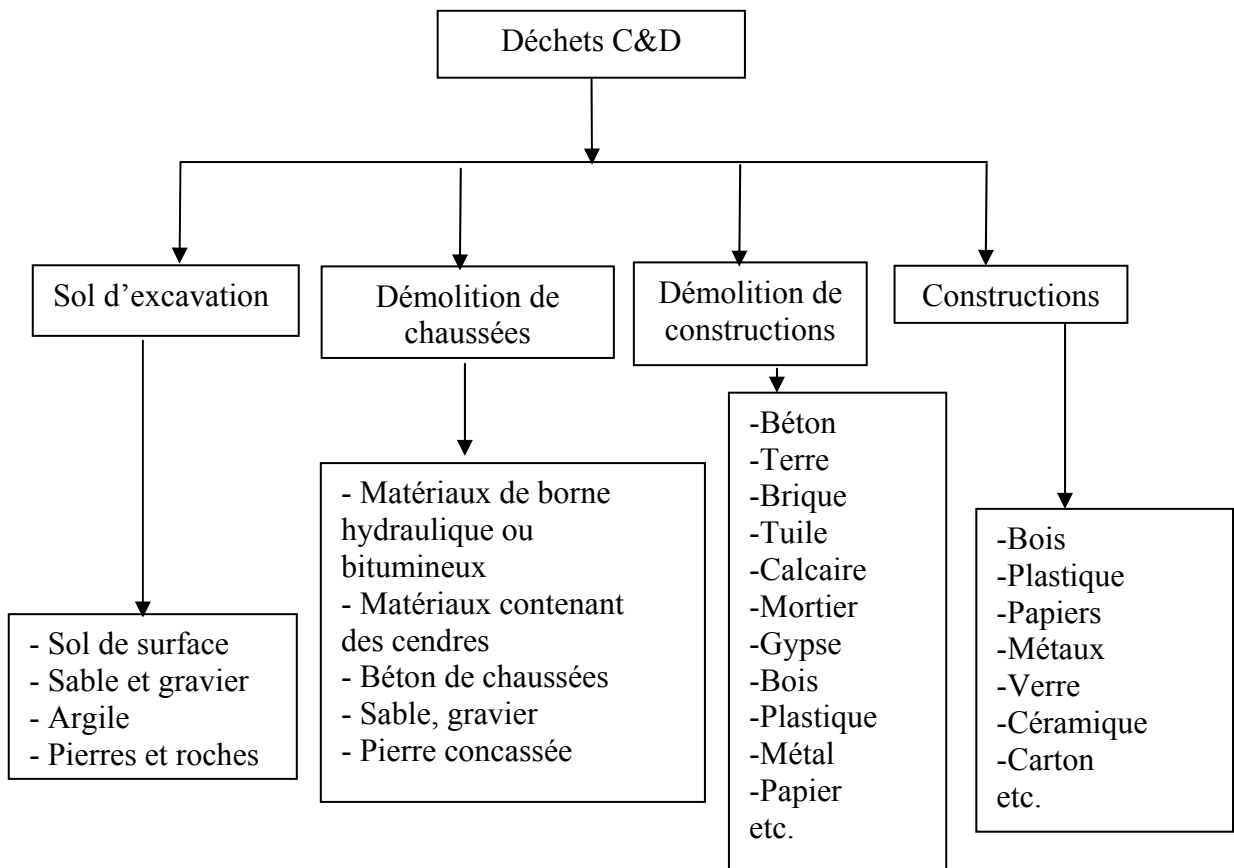 Déchets C&D
Sol d’excavation
Démolition de
chaussées
Démolition de
constructions
Constructions
- Sol de surface
- Sable et gravier
- Argile
- Pierres et roches
- Matériaux de borne
hydraulique ou
bitumineux
- Matériaux contenant
des cendres
- Béton de chaussées
- Sable, gravier
- Pierre concassée
-Béton
-Terre
-Brique
-Tuile
-Calcaire
-Mortier
-Gypse
-Bois
-Plastique
-Métal
-Papier
etc.
-Bois
-Plastique
-Papiers
-Métaux
-Verre
-Céramique
-Carton
etc.